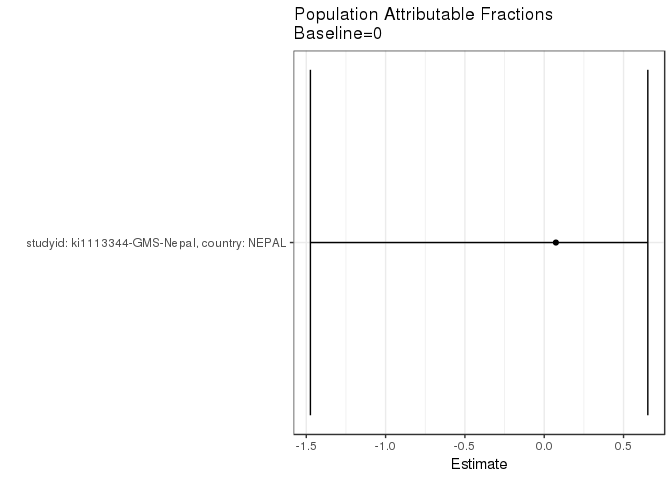 Population Attributable Fractions
Baseline=0
studyid: ki1113344-GMS-Nepal, country: NEPAL
-1.5 -1.0 -0.5 0.0 0.5
Estimate